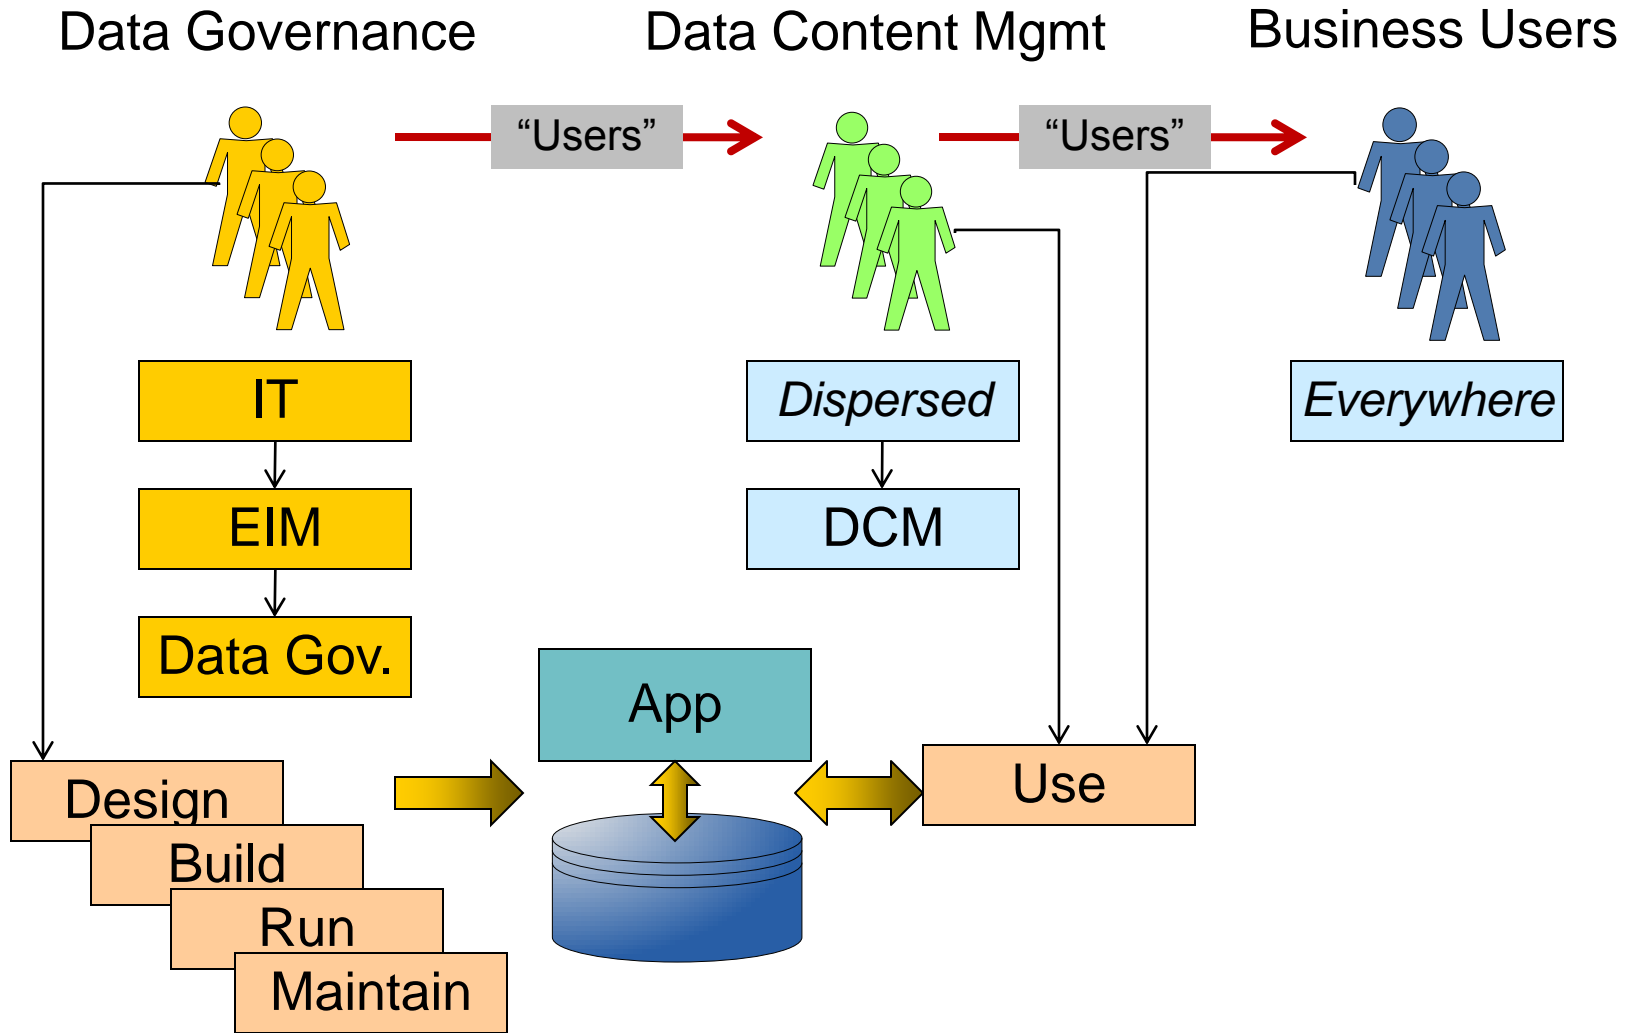 Data Governance
Data Content Mgmt
Business Users
“Users”
“Users”
IT
Dispersed
Everywhere
EIM
DCM
Data Gov.
App
Design
Use
Build
Run
Maintain